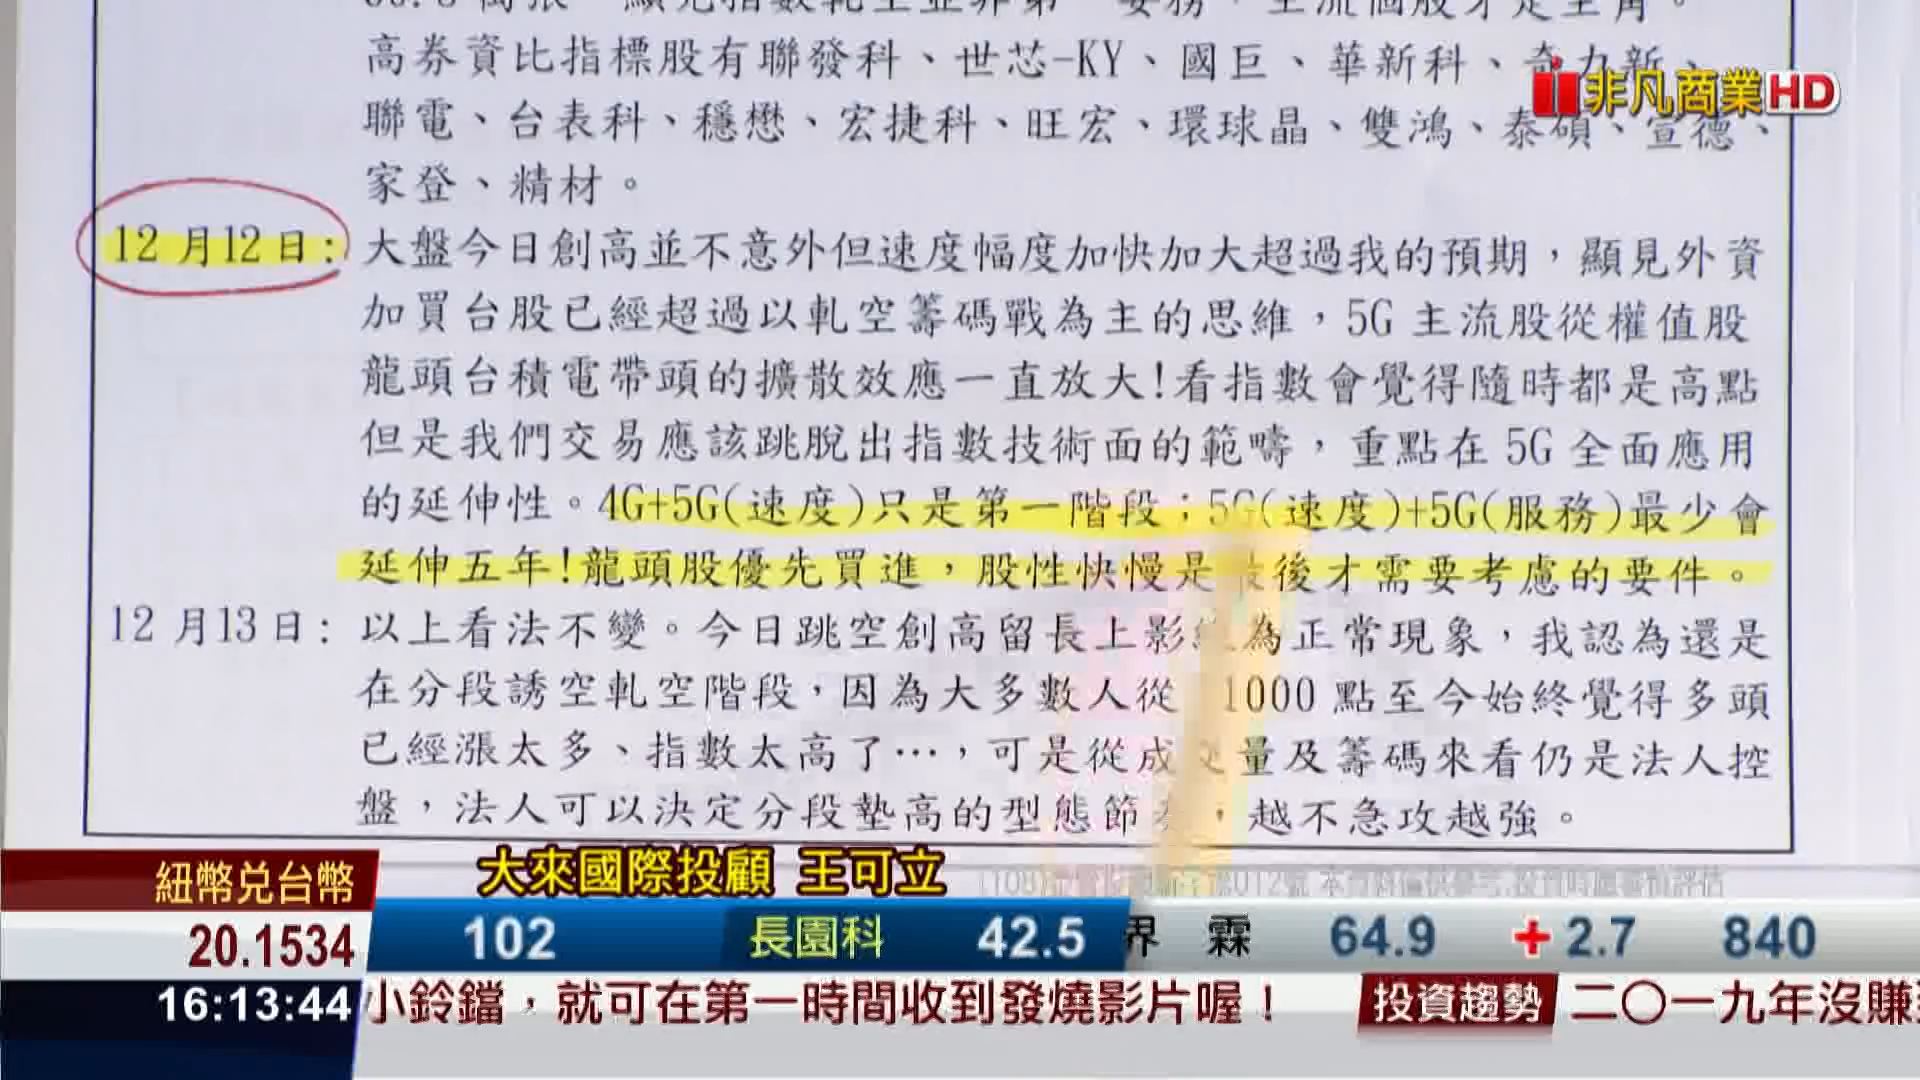 高券資比指標股有聯發科、世芯-KY、國巨、華新科、奇力新、
聯電、台表科、穩懋、宏捷科、旺宏、環球晶、雙鴻、泰碩、宣德、
家登、精材。
非凡商業HD
12月12日: 大盤今日創高並不意外但速度幅度加快加大超過我的預期,顯見外資
加買台股已經超過以軋空籌碼戰為主的思維,5G主流股從權值股
龍頭台積電帶頭的擴散效應一直放大!看指數會覺得隨時都是高點
但是我們交易應該跳脫出指數技術面的範疇,重點在5G全面應用
的延伸性。4G+5G(速度)只是第一階段;5G(速度)+5G(服務)最少會
延伸五年!龍頭股優先買進,股性快慢是後才需要考慮的要件。
12月13日: 以上看法不變。今日跳空創高留長上影為正常現象,我認為還是
在分段誘空軋空階段,因為大多數人從1000點至今始終覺得多頭
已經漲太多、指數太高了…,可是從成量及籌碼來看仍是法人控
盤,法人可以決定分段墊高的型態節,越不急攻越強。
大來國際投顧 王可立
紐幣兌台幣
20.1534
102 長園科 42.5 界霖 64.9 +2.7 840
16:13:44
小鈴鐺,就可在第一時間收到發燒影片喔! 投資趨勢 二〇一九年沒賺